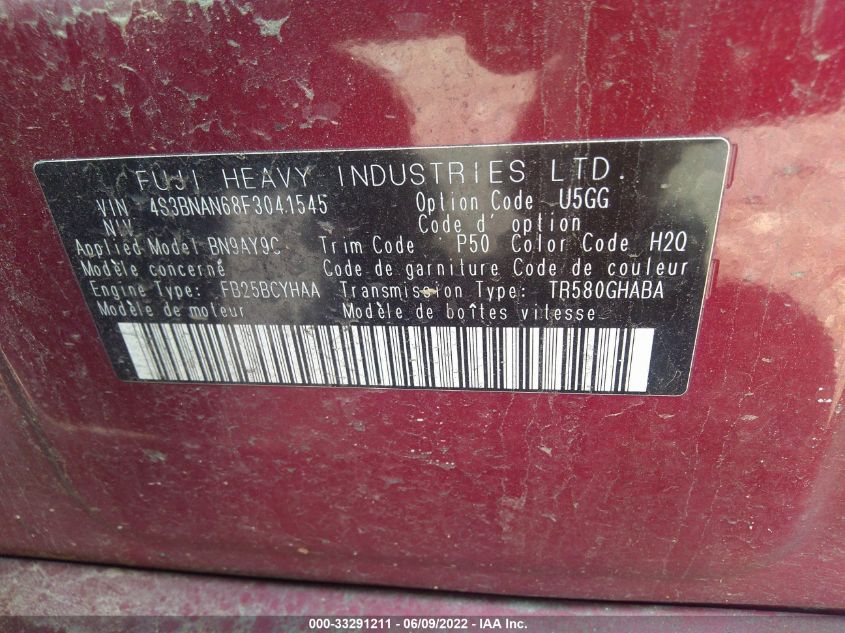 FUJI HEAVY INDUSTRIES LTD.
VIN 4S3BNAN68F3041545 Option Code U5GG
NIV Code d' option
Applied Model BN9AY9C Trim Code P50 Color Code H2Q
Modèle concerné Code de garniture Code de couleur
Engine Type: FB25BCYHAA Transmission Type: TR580GHABA
Modèle de moteur Modèle de boîtes vitesse
000-33291211 - 06/09/2022 - IAA Inc.